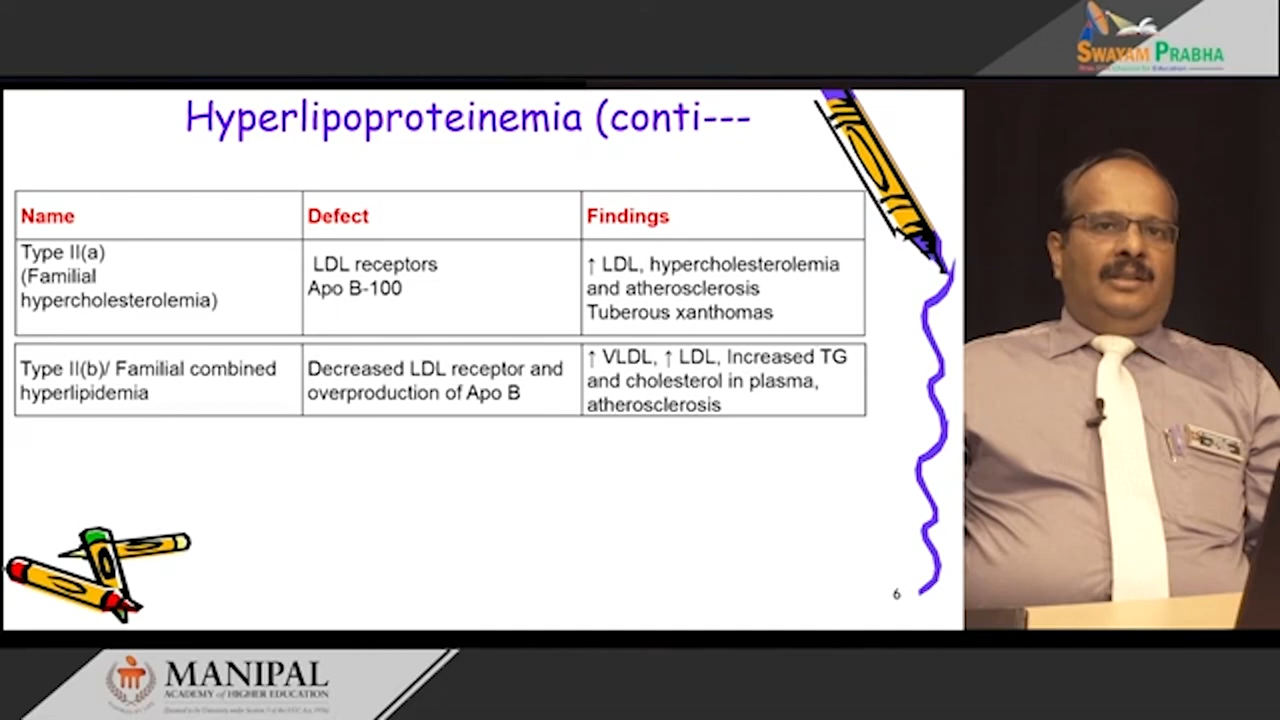 SWAYAM PRABHA
Hyperlipoproteinemia (conti---
Name
Defect
Findings
Type II(a)
(Familial
hypercholesterolemia)
LDL receptors
Apo B-100
↑ LDL, hypercholesterolemia
and atherosclerosis
Tuberous xanthomas
Type II(b)/ Familial combined
hyperlipidemia
Decreased LDL receptor and
overproduction of Apo B
↑ VLDL, ↑ LDL, Increased TG
and cholesterol in plasma,
atherosclerosis
6
MANIPAL
ACADEMY of HIGHER EDUCATION